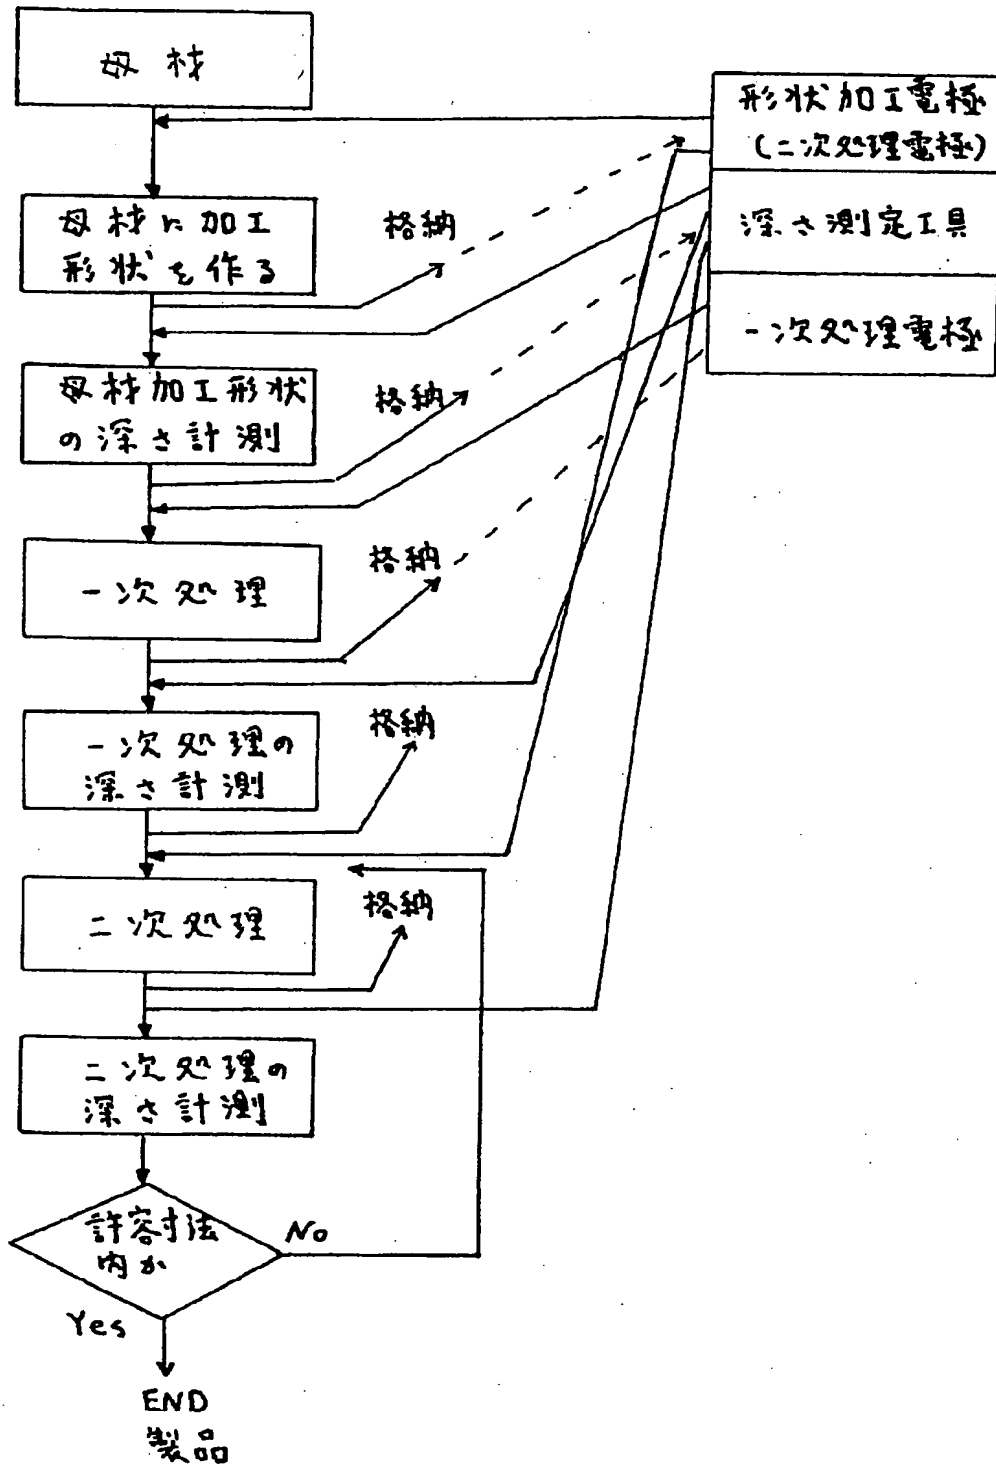 母材
形状加工電極
(二次処理電極)
深さ測定工具
一次処理電極
母材に加工
形状を作る
格納
母材加工形状
の深さ計測
格納
一次処理
格納
一次処理の
深さ計測
格納
二次処理
格納
二次処理の
深さ計測
許容寸法
内か
No
Yes
END
製品